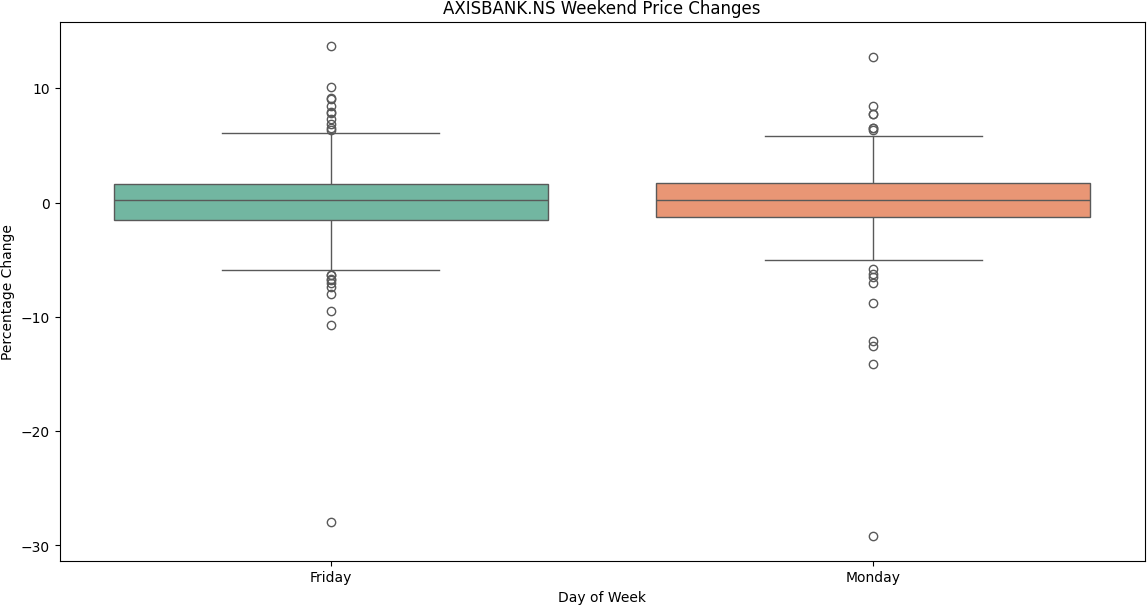 AXISBANK.NS Weekend Price Changes
Percentage Change
10
0
−10
−20
−30
Friday
Monday
Day of Week